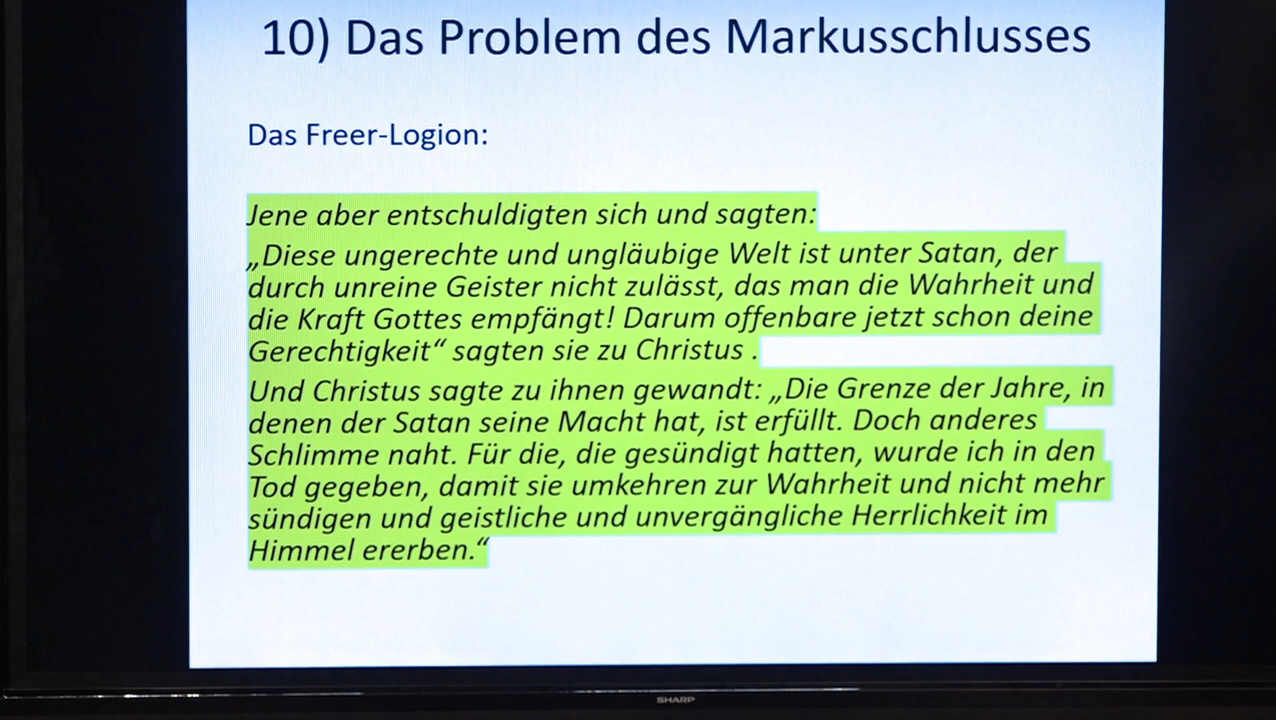 10) Das Problem des Markusschlusses
Das Freer-Logion:
Jene aber entschuldigten sich und sagten:
„Diese ungerechte und ungläubige Welt ist unter Satan, der
durch unreine Geister nicht zulässt, das man die Wahrheit und
die Kraft Gottes empfängt! Darum offenbare jetzt schon deine
Gerechtigkeit“ sagten sie zu Christus .
Und Christus sagte zu ihnen gewandt: „Die Grenze der Jahre, in
denen der Satan seine Macht hat, ist erfüllt. Doch anderes
Schlimme naht. Für die, die gesündigt hatten, wurde ich in den
Tod gegeben, damit sie umkehren zur Wahrheit und nicht mehr
sündigen und geistliche und unvergängliche Herrlichkeit im
Himmel ererben.“
SHARP